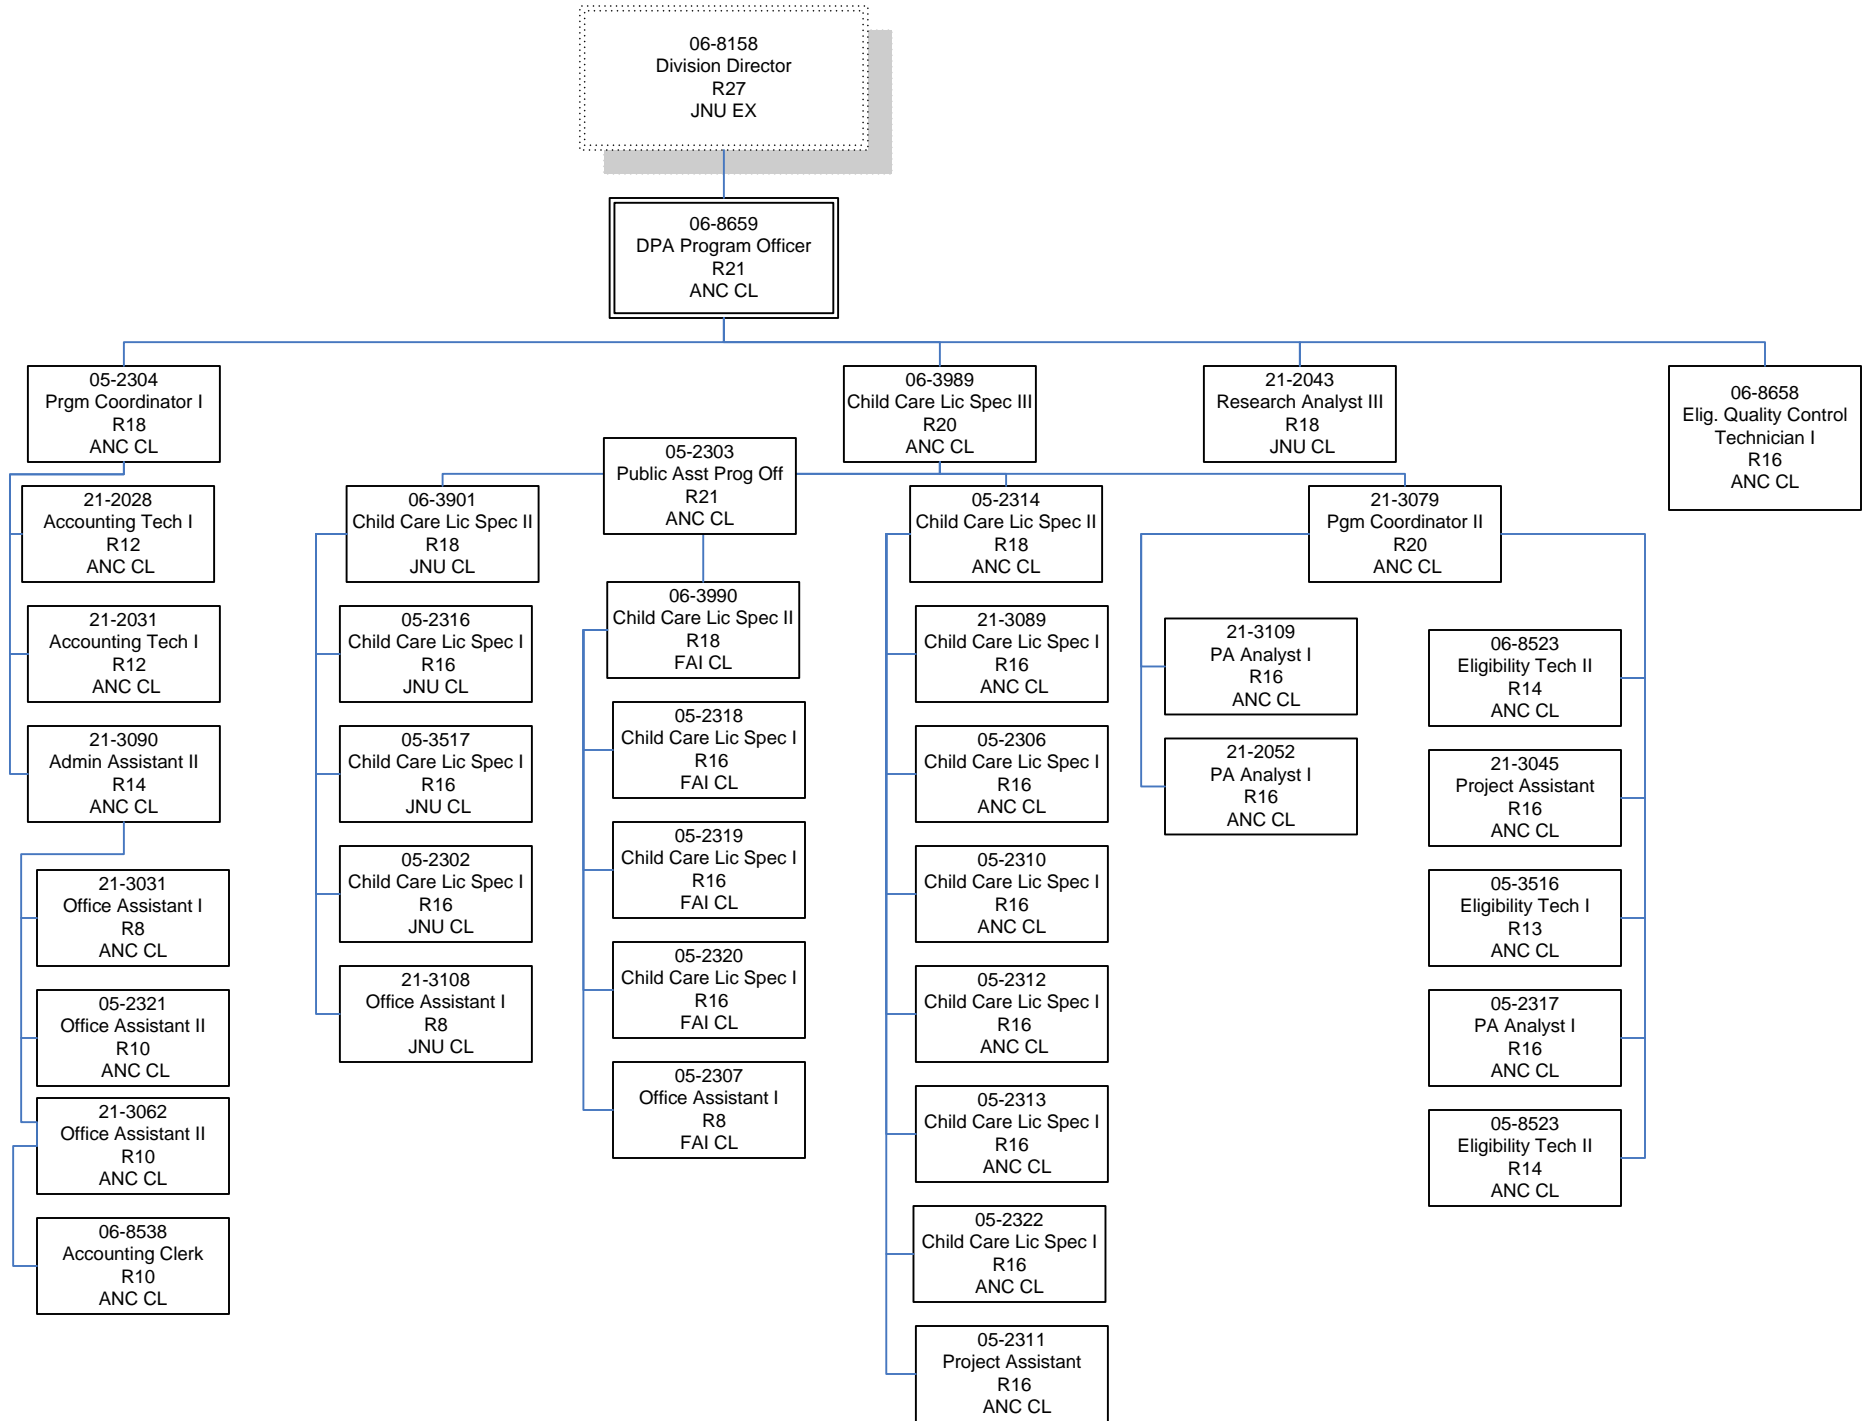 06-8158
Division Director
R27
JNU EX
06-8659
DPA Program Officer
R21
ANC CL
05-2304
Prgm Coordinator I
R18
ANC CL
06-3989
Child Care Lic Spec III
R20
ANC CL
21-2043
Research Analyst III
R18
JNU CL
06-8658
Elig. Quality Control
Technician I
R16
ANC CL
05-2303
Public Asst Prog Off
R21
ANC CL
21-2028
Accounting Tech I
R12
ANC CL
21-2031
Accounting Tech I
R12
ANC CL
21-3090
Admin Assistant II
R14
ANC CL
21-3031
Office Assistant I
R8
ANC CL
05-2321
Office Assistant II
R10
ANC CL
21-3062
Office Assistant II
R10
ANC CL
06-8538
Accounting Clerk
R10
ANC CL
06-3901
Child Care Lic Spec II
R18
JNU CL
05-2316
Child Care Lic Spec I
R16
JNU CL
05-3517
Child Care Lic Spec I
R16
JNU CL
05-2302
Child Care Lic Spec I
R16
JNU CL
21-3108
Office Assistant I
R8
JNU CL
06-3990
Child Care Lic Spec II
R18
FAI CL
05-2318
Child Care Lic Spec I
R16
FAI CL
05-2319
Child Care Lic Spec I
R16
FAI CL
05-2320
Child Care Lic Spec I
R16
FAI CL
05-2307
Office Assistant I
R8
FAI CL
05-2314
Child Care Lic Spec II
R18
ANC CL
21-3089
Child Care Lic Spec I
R16
ANC CL
05-2306
Child Care Lic Spec I
R16
ANC CL
05-2310
Child Care Lic Spec I
R16
ANC CL
05-2312
Child Care Lic Spec I
R16
ANC CL
05-2313
Child Care Lic Spec I
R16
ANC CL
05-2322
Child Care Lic Spec I
R16
ANC CL
05-2311
Project Assistant
R16
ANC CL
21-3079
Pgm Coordinator II
R20
ANC CL
21-3109
PA Analyst I
R16
ANC CL
21-2052
PA Analyst I
R16
ANC CL
06-8523
Eligibility Tech II
R14
ANC CL
21-3045
Project Assistant
R16
ANC CL
05-3516
Eligibility Tech I
R13
ANC CL
05-2317
PA Analyst I
R16
ANC CL
05-8523
Eligibility Tech II
R14
ANC CL